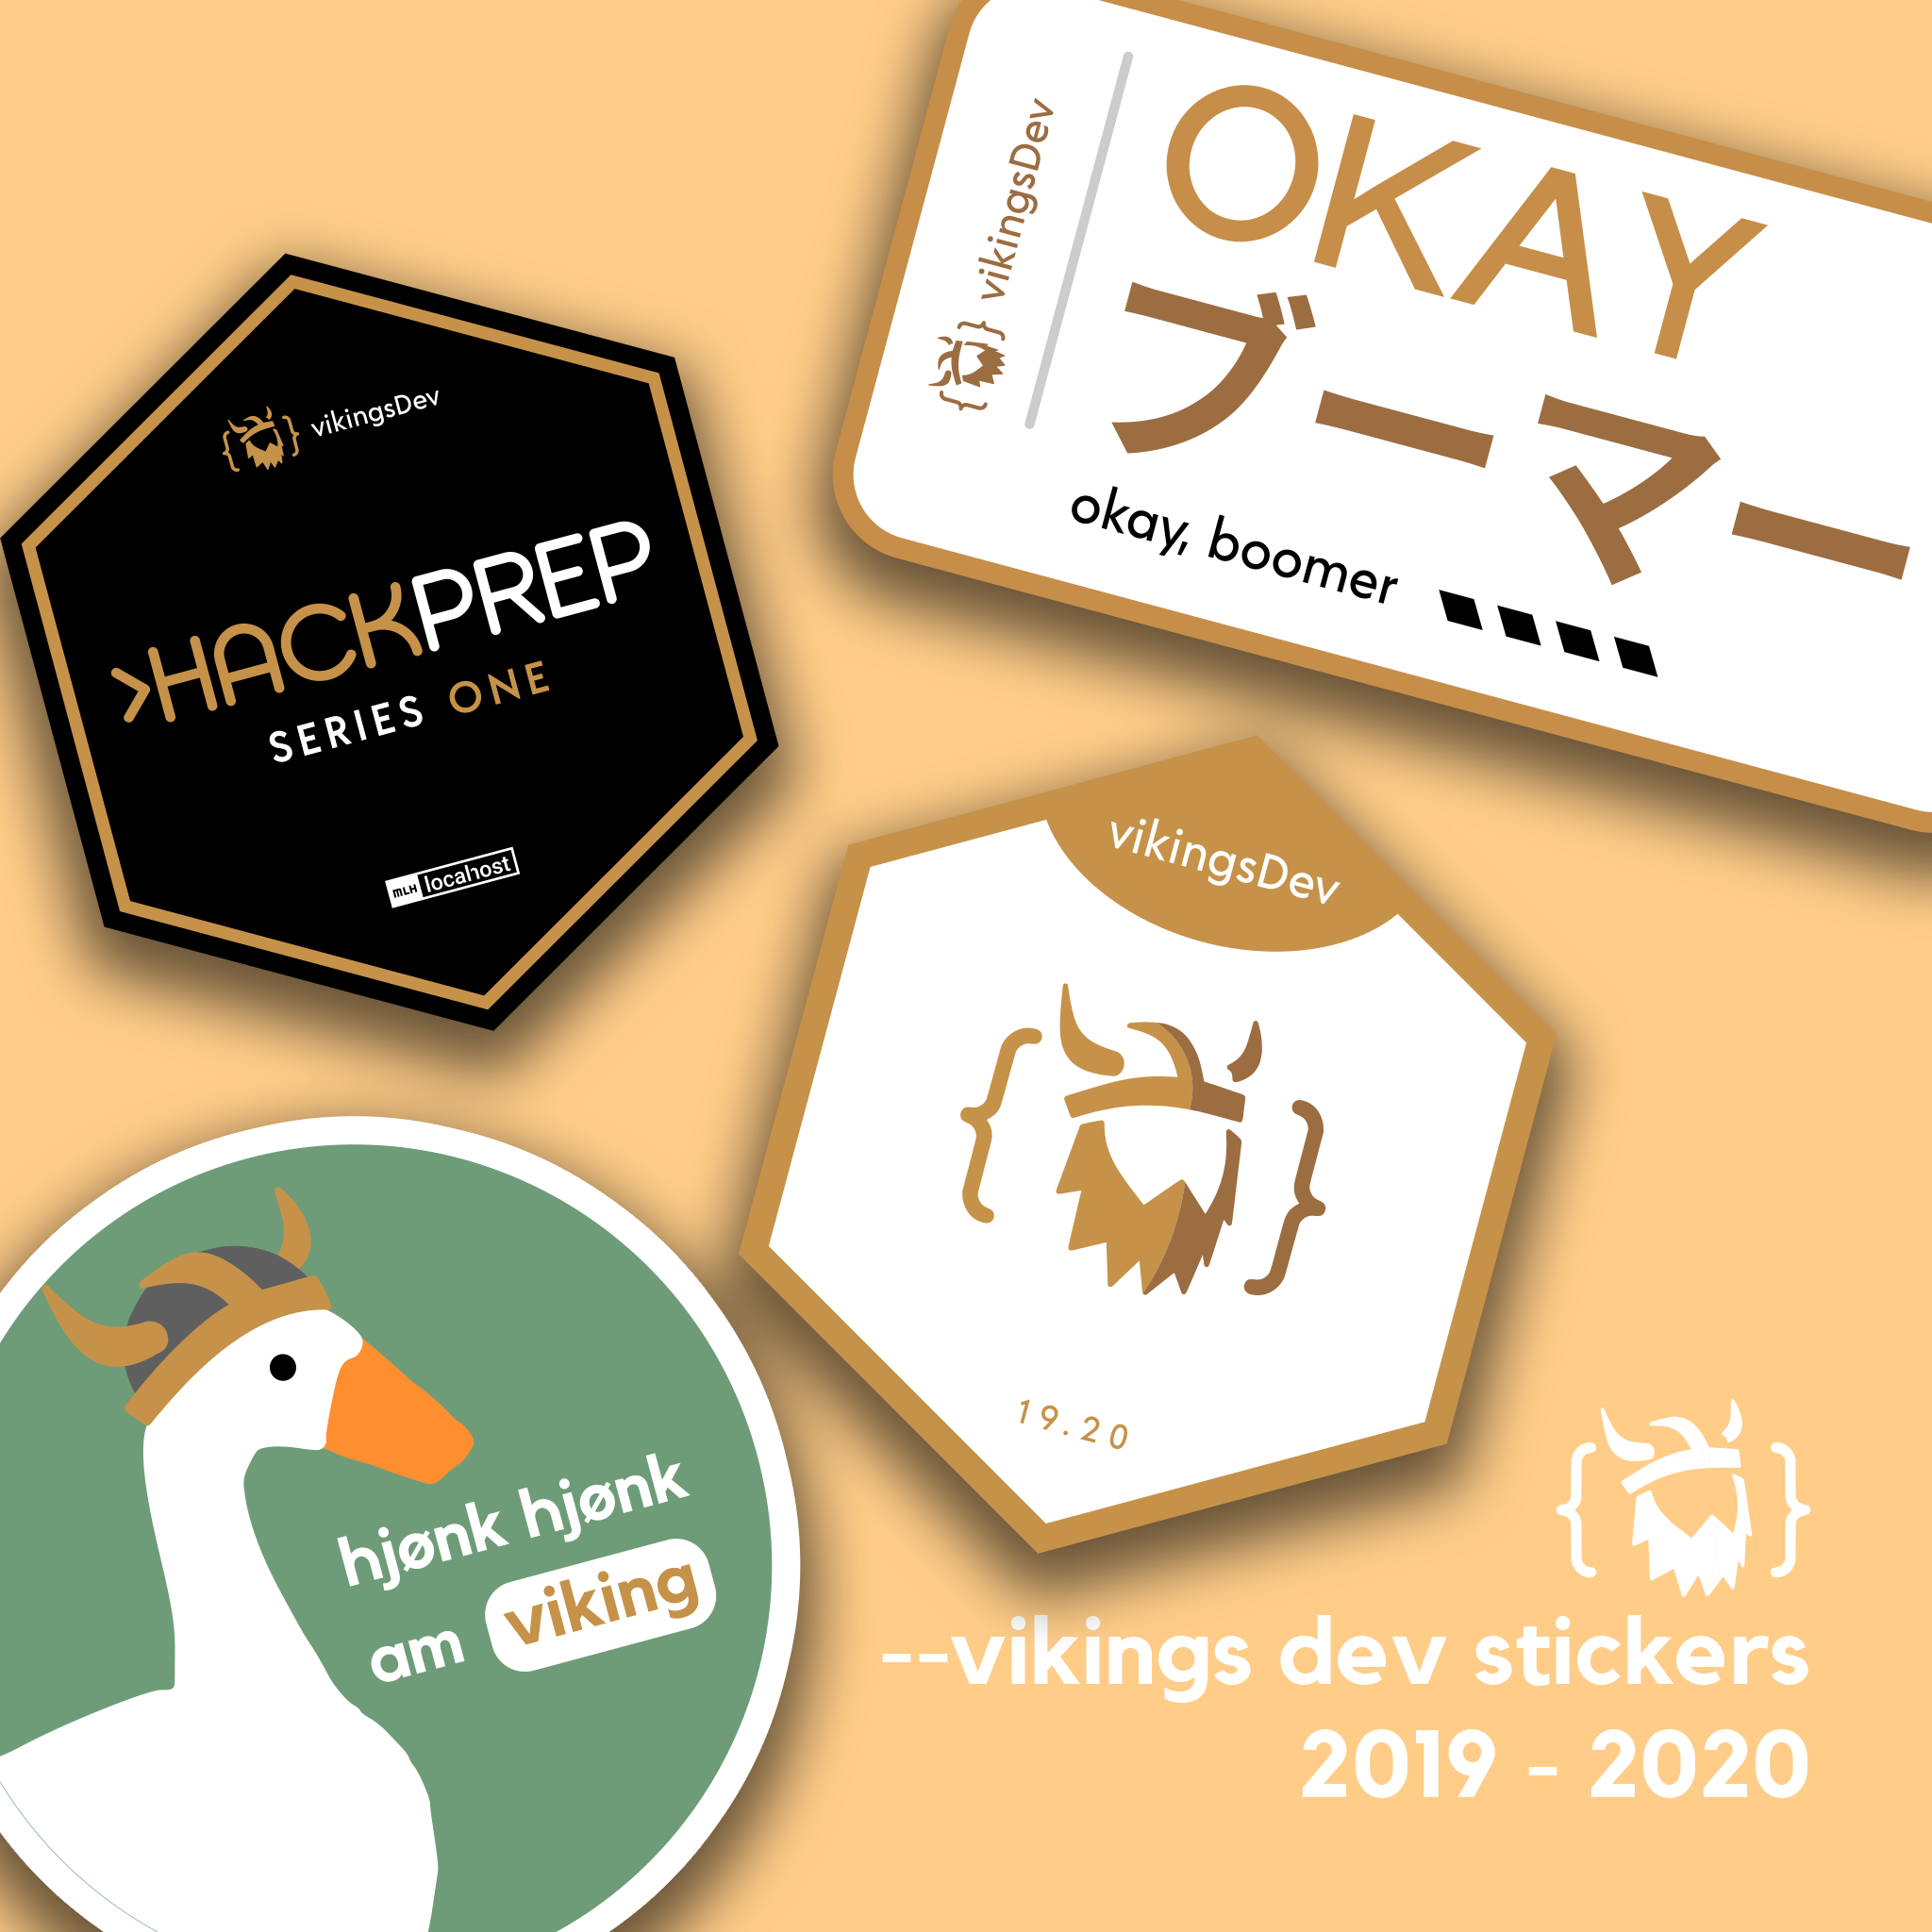 vikingsDev
OKAY
ブーマー
okay, boomer
vikingsDev
>HACKPREP
SERIES ONE
MLH localhost
vikingsDev
19.20
hjønk hjønk
am viking
--vikings dev stickers
2019 - 2020